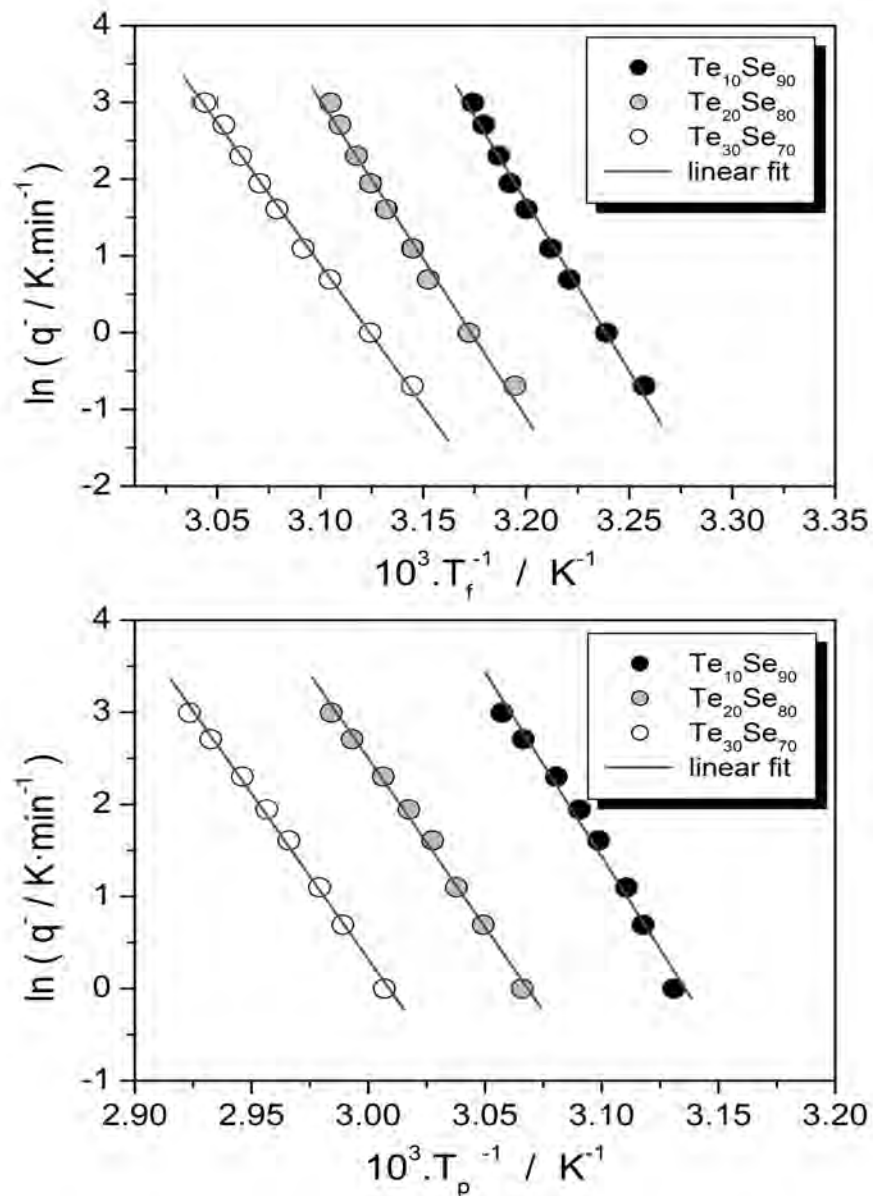 4
3
2
1
0
-1
-2
ln ( q⁻ / K.min⁻¹ )
Te₁₀Se₉₀
Te₂₀Se₈₀
Te₃₀Se₇₀
linear fit
3.05 3.10 3.15 3.20 3.25 3.30 3.35
10³.T_f⁻¹ / K⁻¹
4
3
2
1
0
-1
ln ( q⁻ / K·min⁻¹ )
Te₁₀Se₉₀
Te₂₀Se₈₀
Te₃₀Se₇₀
linear fit
2.90 2.95 3.00 3.05 3.10 3.15 3.20
10³.T_p⁻¹ / K⁻¹